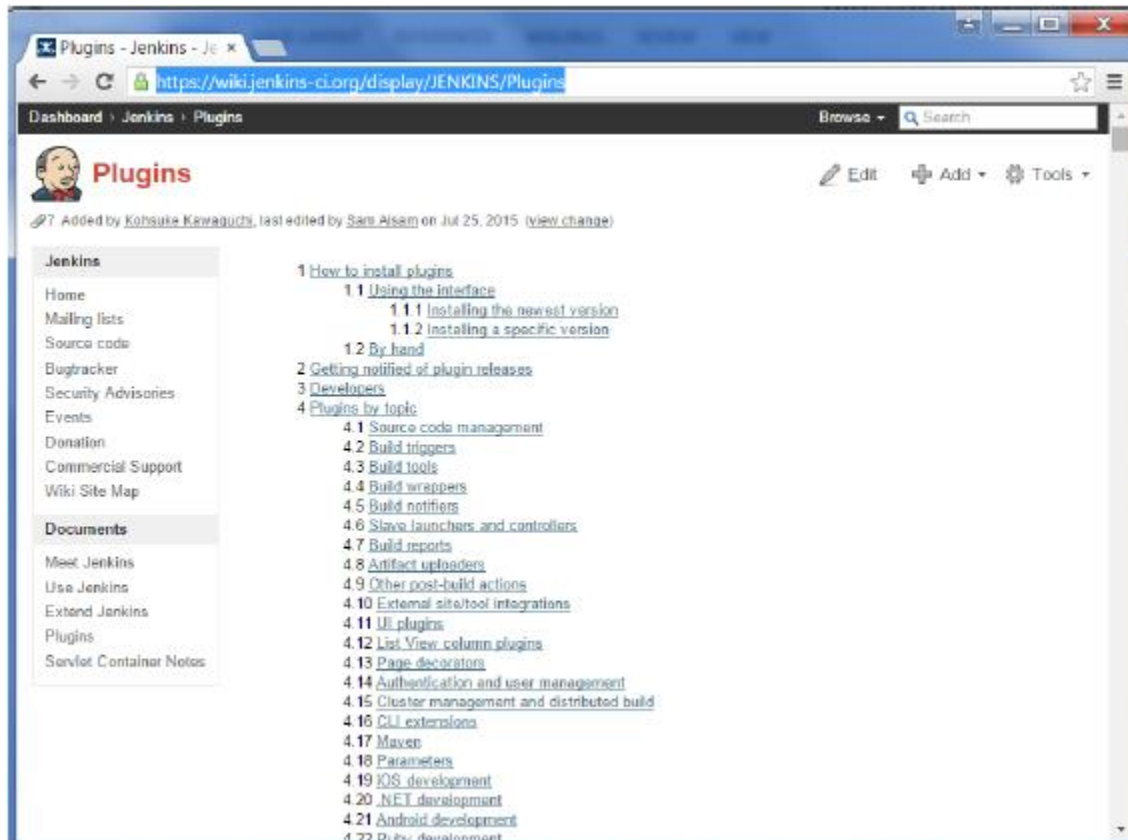 Plugins - Jenkins - Je
https://wiki.jenkins-ci.org/display/JENKINS/Plugins
Dashboard › Jenkins › Plugins Browse Search
Plugins
Edit Add Tools
7 Added by Kohsuke Kawaguchi, last edited by Sam Alsam on Jul 25, 2015 (view change)
Jenkins
Home
Mailing lists
Source code
Bugtracker
Security Advisories
Events
Donation
Commercial Support
Wiki Site Map
Documents
Meet Jenkins
Use Jenkins
Extend Jenkins
Plugins
Servlet Container Notes
1 How to install plugins
1.1 Using the interface
1.1.1 Installing the newest version
1.1.2 Installing a specific version
1.2 By hand
2 Getting notified of plugin releases
3 Developers
4 Plugins by topic
4.1 Source code management
4.2 Build triggers
4.3 Build tools
4.4 Build wrappers
4.5 Build notifiers
4.6 Slave launchers and controllers
4.7 Build reports
4.8 Artifact uploaders
4.9 Other post-build actions
4.10 External site/tool integrations
4.11 UI plugins
4.12 List View column plugins
4.13 Page decorators
4.14 Authentication and user management
4.15 Cluster management and distributed build
4.16 CLI extensions
4.17 Maven
4.18 Parameters
4.19 iOS development
4.20 .NET development
4.21 Android development
4.22 Ruby development